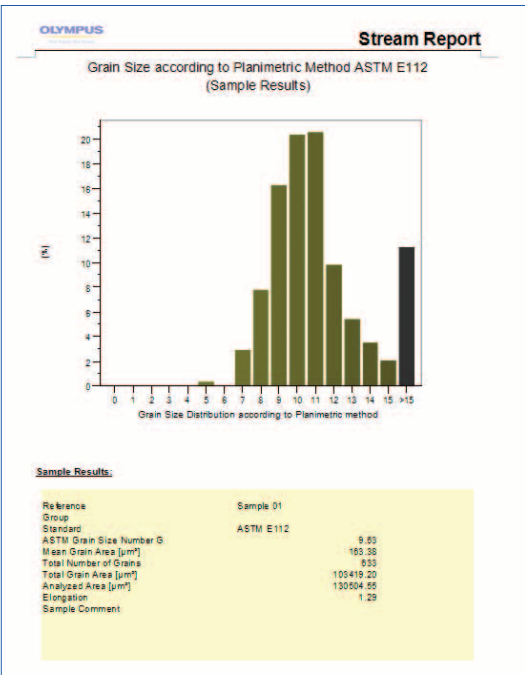 OLYMPUS
Stream Report
Grain Size according to Planimetric Method ASTM E112
(Sample Results)
20
18
16
14
12
10
8
6
4
2
0
(%)
0 1 2 3 4 5 6 7 8 9 10 11 12 13 14 15 >15
Grain Size Distribution according to Planimetric method
Sample Results:
Reference Sample 01
Group
Standard ASTM E112
ASTM Grain Size Number G 9.63
Mean Grain Area [µm²] 163.38
Total Number of Grains 633
Total Grain Area [µm²] 103419.20
Analyzed Area [µm²] 130504.55
Elongation 1.29
Sample Comment